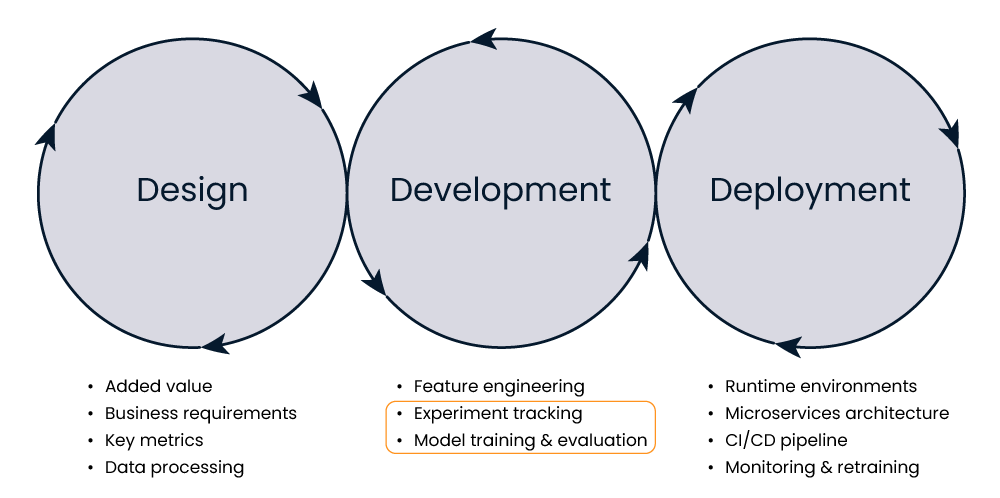 Design
Development
Deployment
• Added value
• Business requirements
• Key metrics
• Data processing
• Feature engineering
• Experiment tracking
• Model training & evaluation
• Runtime environments
• Microservices architecture
• CI/CD pipeline
• Monitoring & retraining